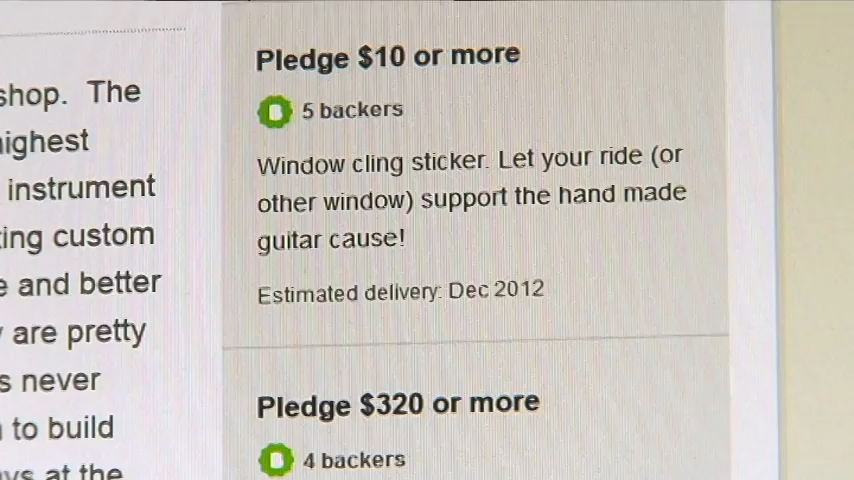 shop. The
instrument
custom
and better
are pretty
never
to build
at the
Pledge $10 or more
5 backers
Window cling sticker. Let your ride (or
other window) support the hand made
guitar cause!
Estimated delivery: Dec 2012
Pledge $320 or more
4 backers